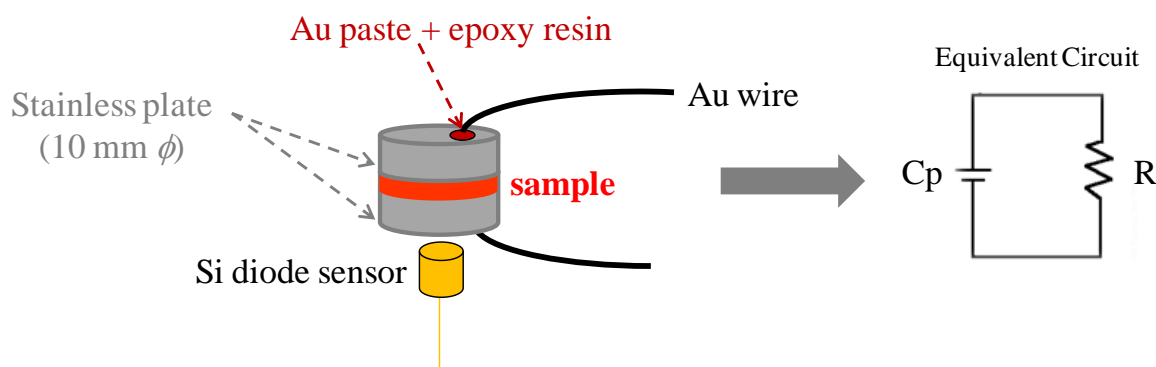 Au paste + epoxy resin
Equivalent Circuit
Stainless plate
(10 mm ϕ)
Au wire
sample
Cp
R
Si diode sensor